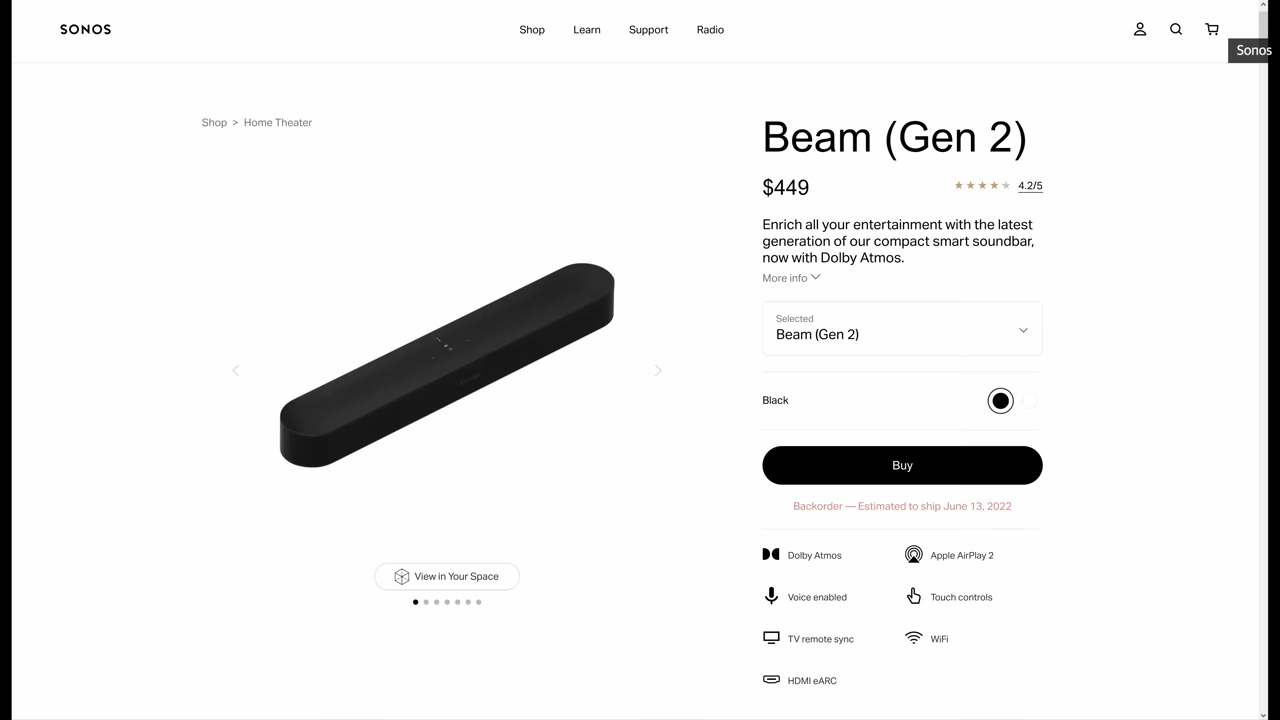 SONOS
Shop
Learn
Support
Radio
Sonos
Shop > Home Theater
Beam (Gen 2)
$449
4.2/5
Enrich all your entertainment with the latest
generation of our compact smart soundbar,
now with Dolby Atmos.
More info
Selected
Beam (Gen 2)
Black
Buy
Backorder — Estimated to ship June 13, 2022
Dolby Atmos
Apple AirPlay 2
Voice enabled
Touch controls
TV remote sync
WiFi
HDMI eARC
View in Your Space